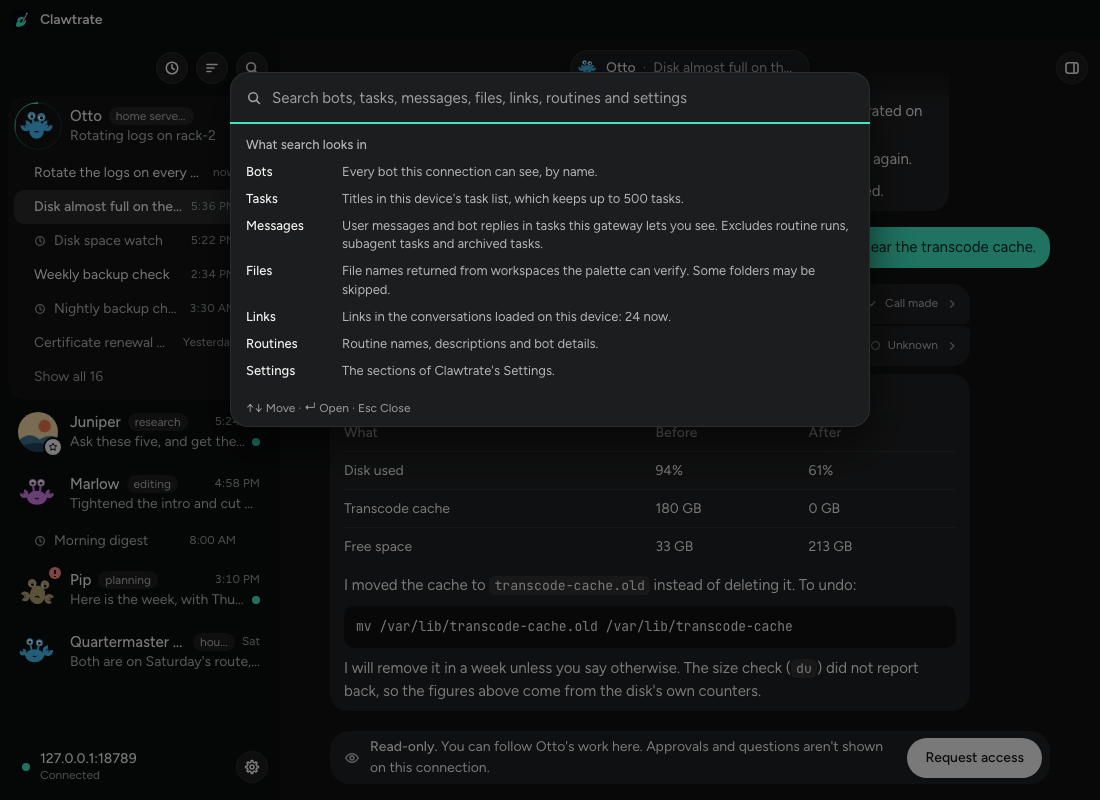 Clawtrate
Otto · Disk almost full on th...
Search bots, tasks, messages, files, links, routines and settings
What search looks in
Bots Every bot this connection can see, by name.
Tasks Titles in this device's task list, which keeps up to 500 tasks.
Messages User messages and bot replies in tasks this gateway lets you see. Excludes routine runs,
subagent tasks and archived tasks.
Files File names returned from workspaces the palette can verify. Some folders may be
skipped.
Links Links in the conversations loaded on this device: 24 now.
Routines Routine names, descriptions and bot details.
Settings The sections of Clawtrate's Settings.
↑↓ Move · ↵ Open · Esc Close
Otto home serve...
Rotating logs on rack-2
Rotate the logs on every ...
Disk almost full on the... 5:36 PM
Disk space watch 5:22 PM
Weekly backup check 2:34 PM
Nightly backup ch... 3:30 AM
Certificate renewal ...
Show all 16
Juniper research
Ask these five, and get the...
Marlow editing 4:58 PM
Tightened the intro and cut ...
Morning digest 8:00 AM
Pip planning 3:10 PM
Here is the week, with Thu...
Quartermaster ... hou... Sat
Both are on Saturday's route,...
127.0.0.1:18789
Connected
on
again.
the transcode cache.
Call made
Unknown
What Before After
Disk used 94% 61%
Transcode cache 180 GB 0 GB
Free space 33 GB 213 GB
I moved the cache to transcode-cache.old instead of deleting it. To undo:
mv /var/lib/transcode-cache.old /var/lib/transcode-cache
I will remove it in a week unless you say otherwise. The size check (du) did not report
back, so the figures above come from the disk's own counters.
Read-only. You can follow Otto's work here. Approvals and questions aren't shown
on this connection.
Request access